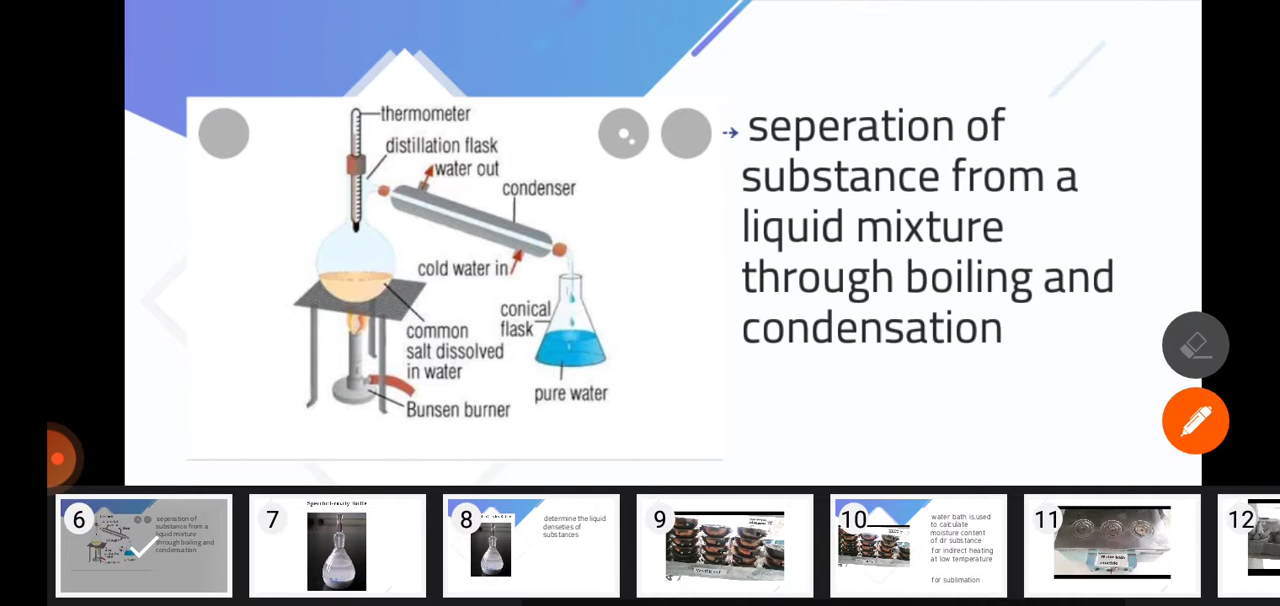 thermometer
distillation flask
water out
condenser
cold water in
conical
flask
common
salt dissolved
in water
pure water
Bunsen burner
seperation of
substance from a
liquid mixture
through boiling and
condensation
6
seperation of
substance from a
liquid mixture
through boiling and
condensation
7
8
determine the liquid
densities of
substances
9
10
water bath is,used
to calculate
moisture content
of dr substance
for indirect heating
at low temperature
for sublimation
11
12